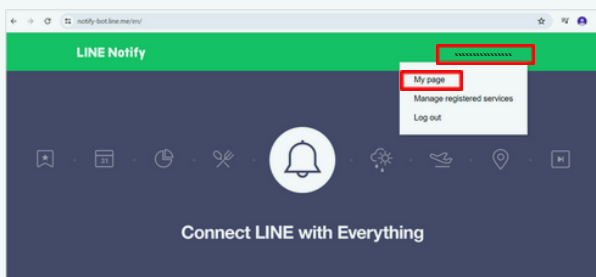 notify-bot.line.me/en/
LINE Notify
My page
Manage registered services
Log out
31
Connect LINE with Everything